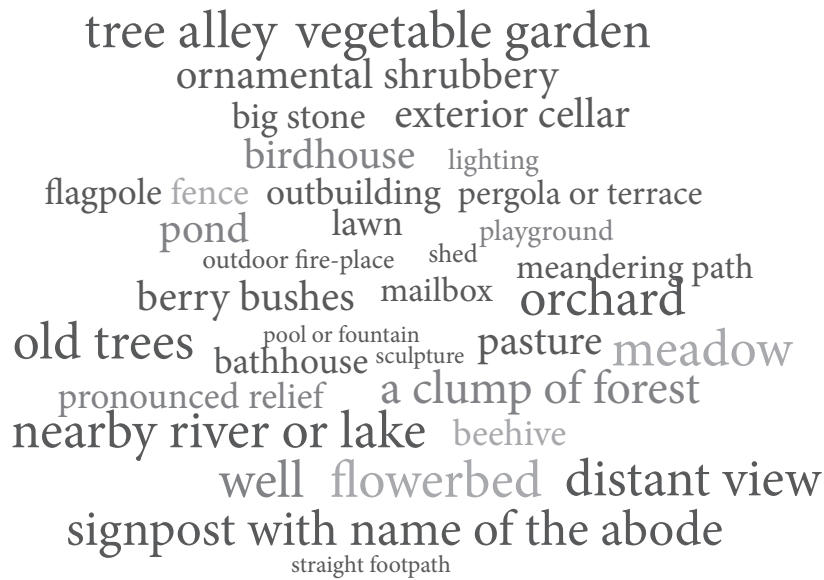 tree alley vegetable garden
ornamental shrubbery
big stone exterior cellar
birdhouse lighting
flagpole fence outbuilding pergola or terrace
pond lawn playground
outdoor fire-place shed meandering path
berry bushes mailbox orchard
old trees pool or fountain pasture meadow
bathhouse sculpture
pronounced relief a clump of forest
nearby river or lake beehive
well flowerbed distant view
signpost with name of the abode
straight footpath